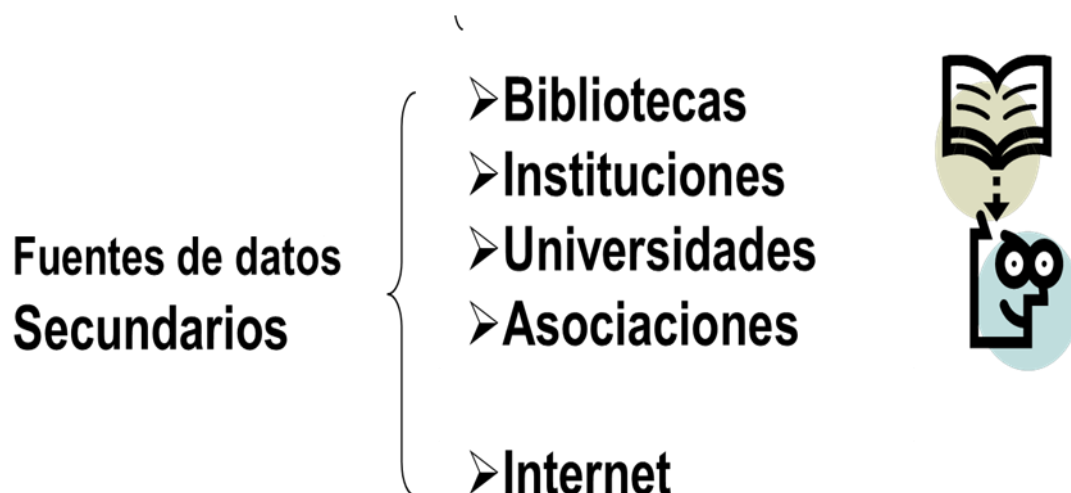 Fuentes de datos
Secundarios
Bibliotecas
Instituciones
Universidades
Asociaciones
Internet